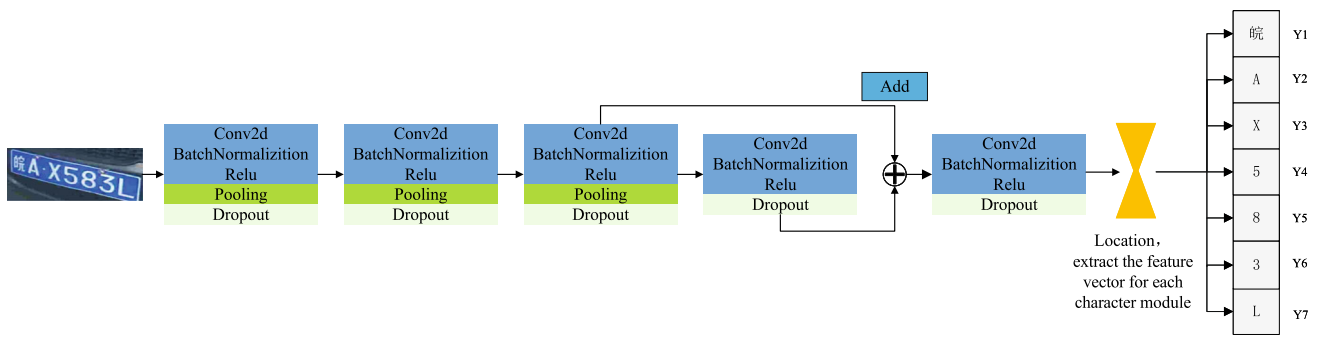 皖A·X583L
Conv2d
BatchNormalizition
Relu
Pooling
Dropout
Conv2d
BatchNormalizition
Relu
Pooling
Dropout
Conv2d
BatchNormalizition
Relu
Pooling
Dropout
Conv2d
BatchNormalizition
Relu
Dropout
Add
Conv2d
BatchNormalizition
Relu
Dropout
Location，
extract the feature
vector for each
character module
皖 Y1
A Y2
X Y3
5 Y4
8 Y5
3 Y6
L Y7